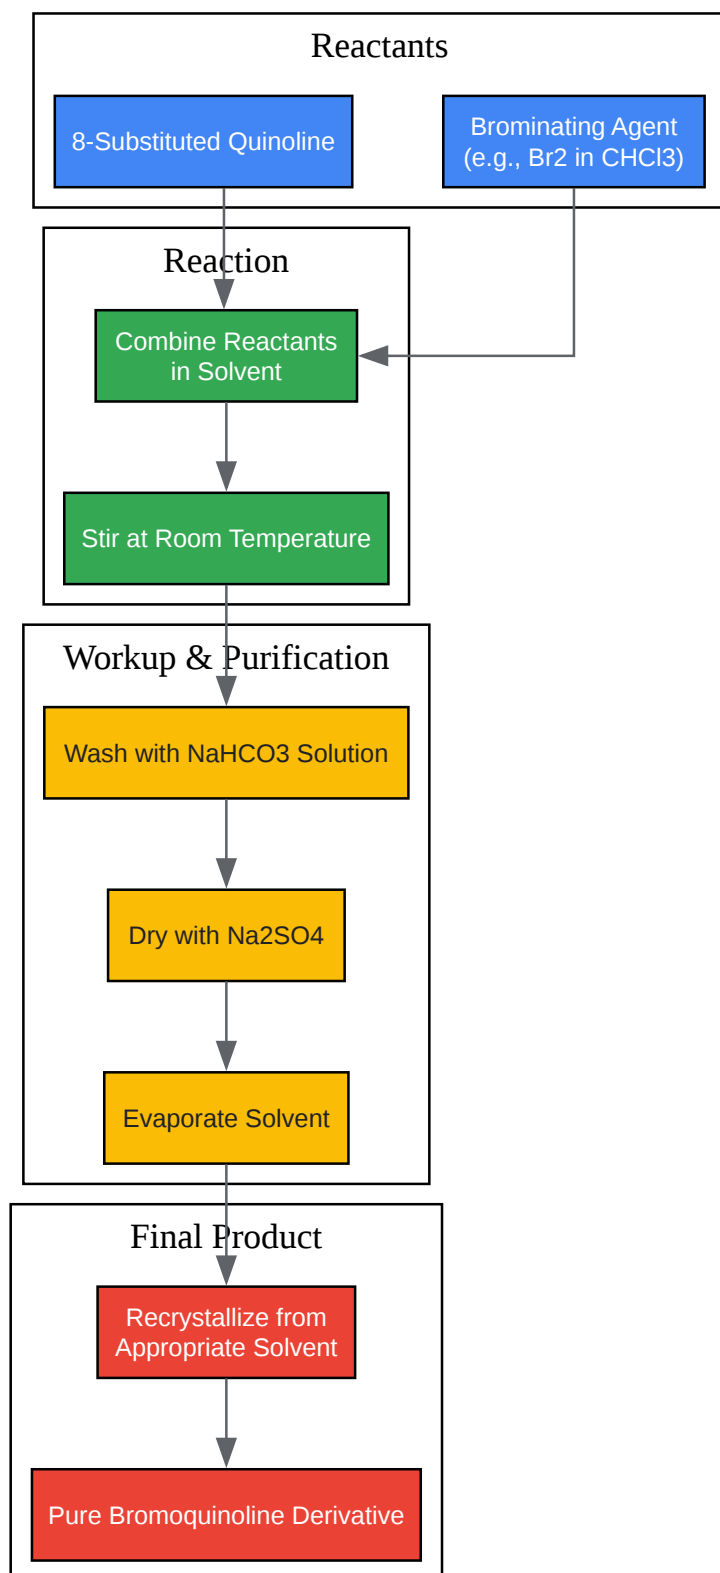 Reactants
8-Substituted Quinoline
Brominating Agent
(e.g., Br2 in CHCl3)
Reaction
Combine Reactants
in Solvent
Stir at Room Temperature
Workup & Purification
Wash with NaHCO3 Solution
Dry with Na2SO4
Evaporate Solvent
Final Product
Recrystallize from
Appropriate Solvent
Pure Bromoquinoline Derivative